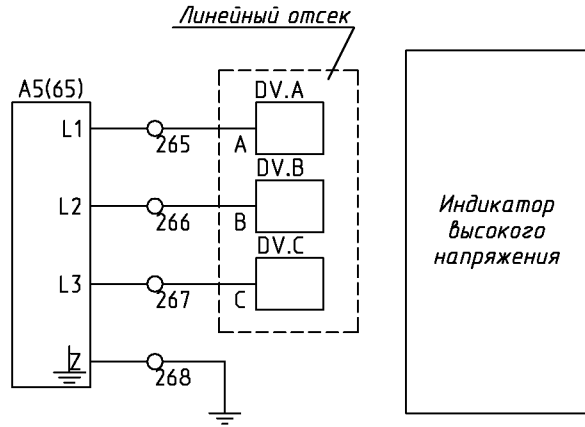 Линейный отсек
A5(65)
DV.A
L1
265
A
DV.B
L2
266
B
DV.C
L3
267
C
Z
268
Индикатор
высокого
напряжения